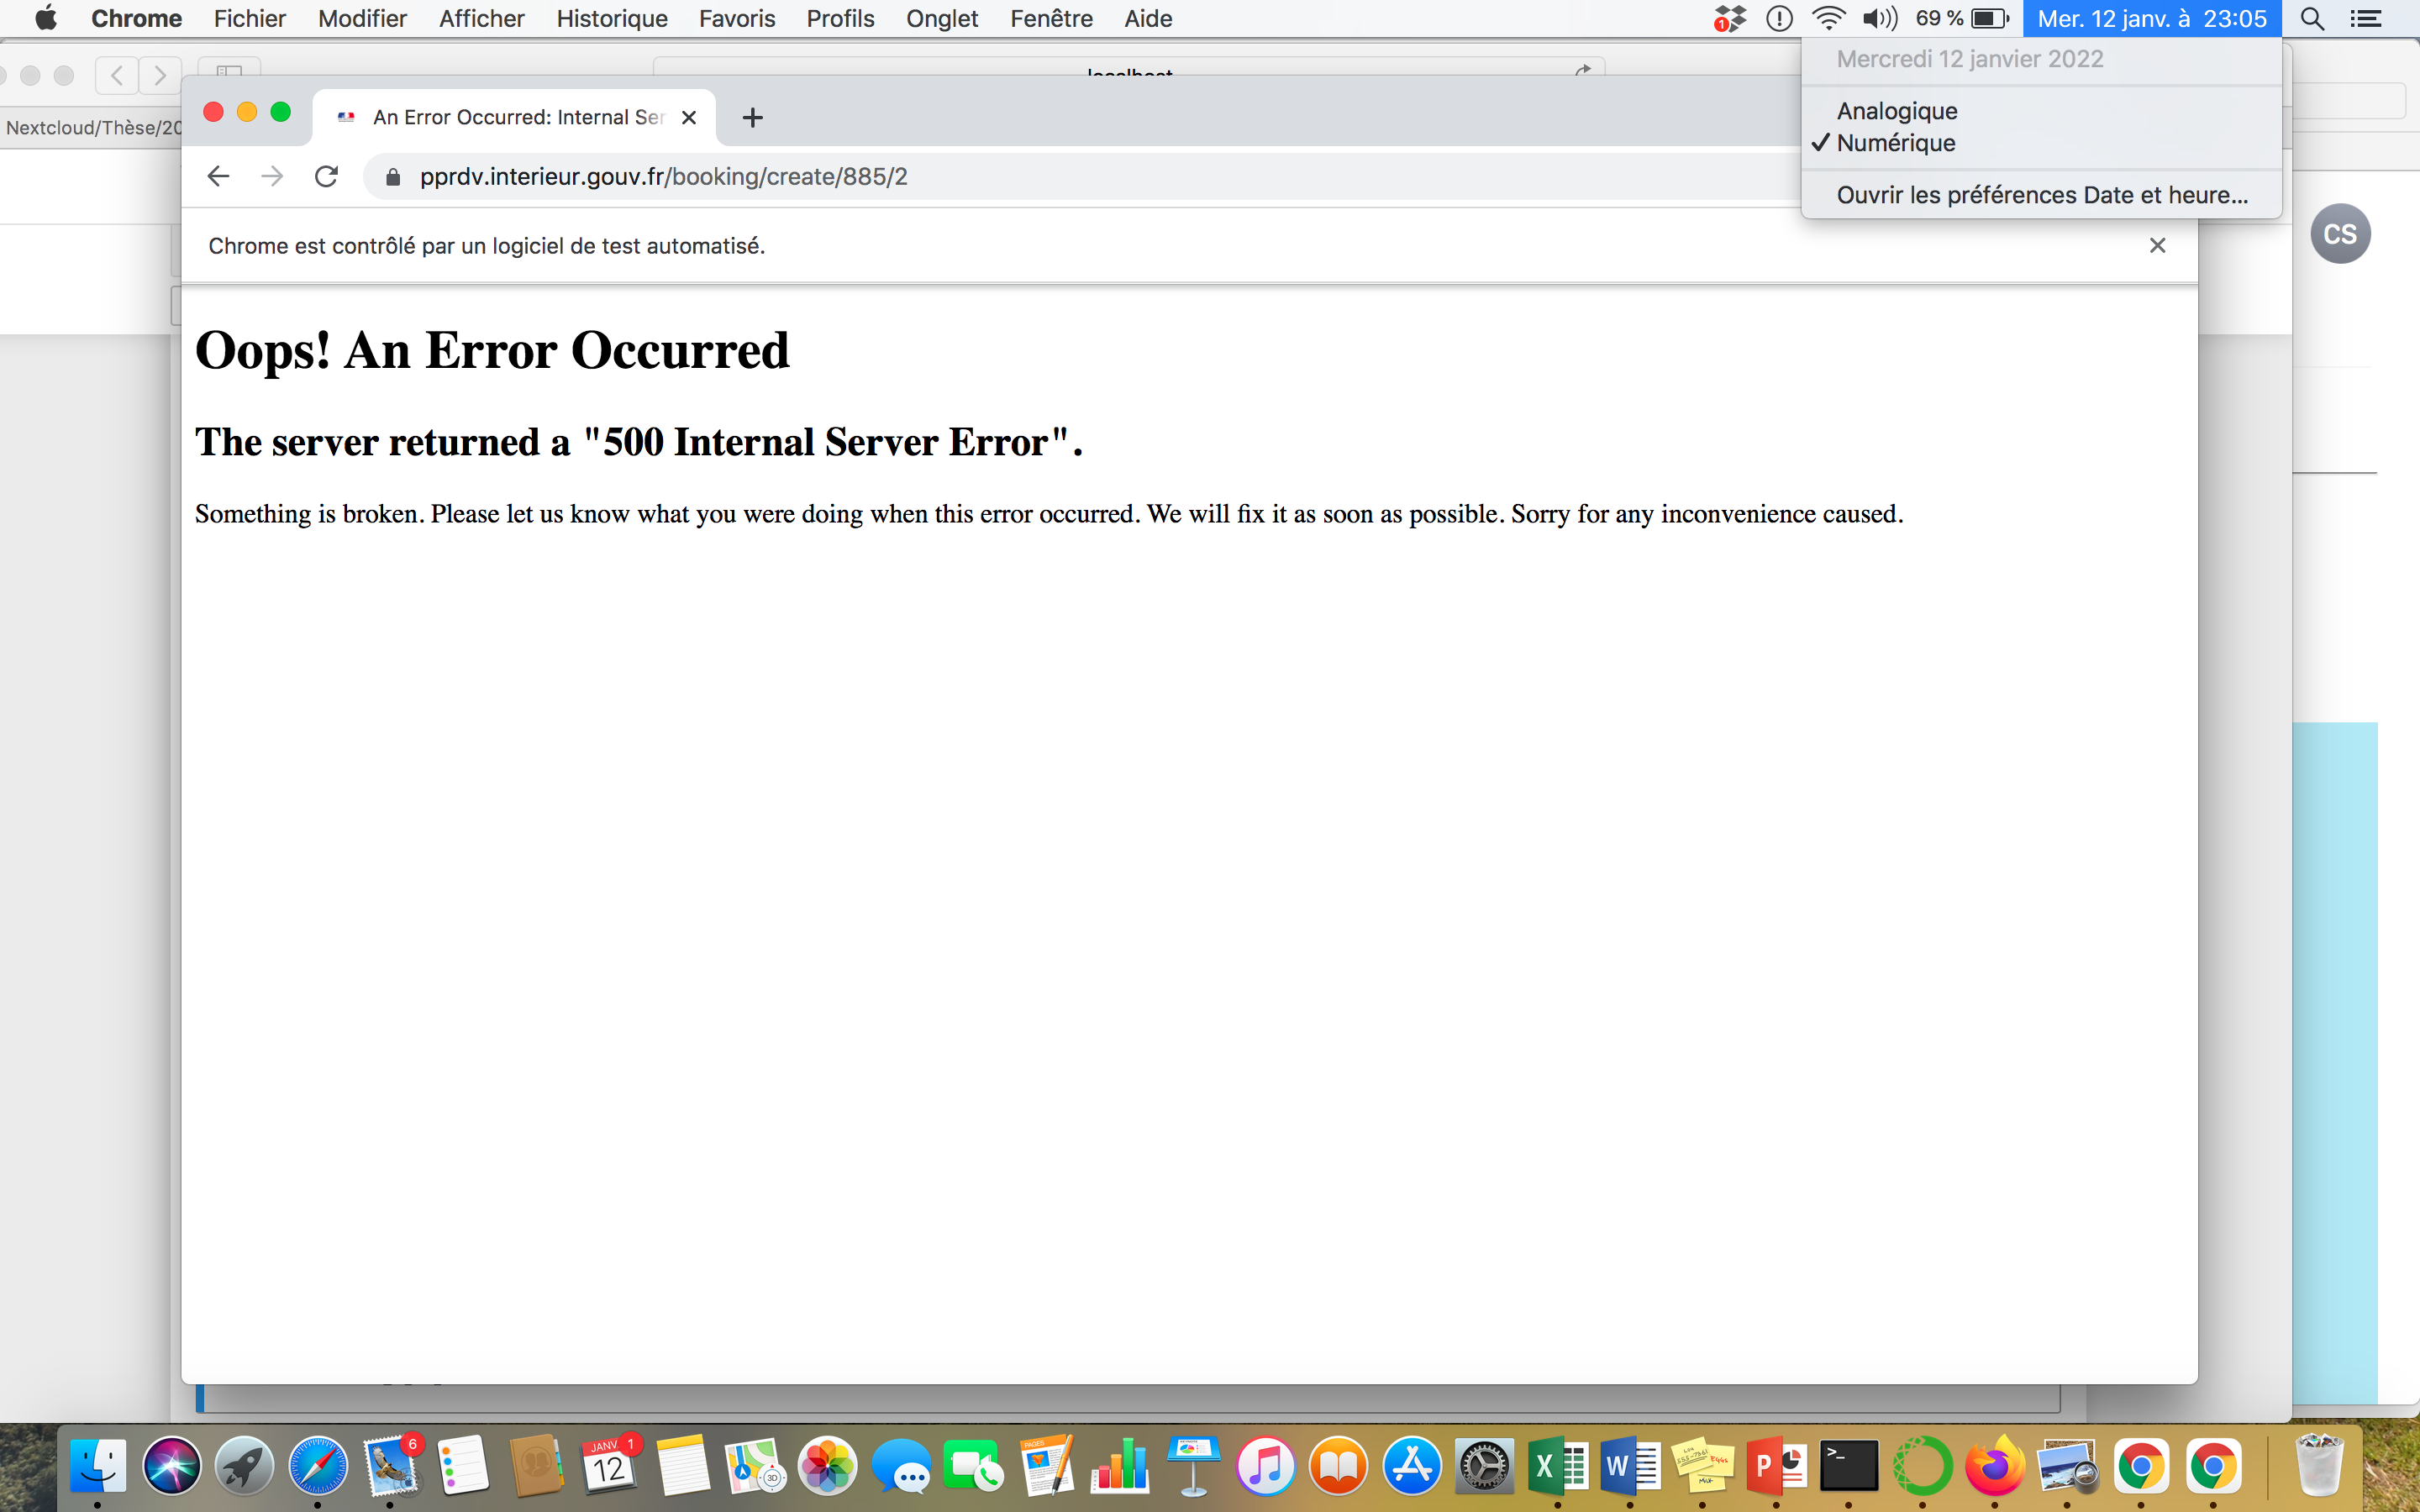 Chrome Fichier Modifier Afficher Historique Favoris Profils Onglet Fenêtre Aide 1 69 % Mer. 12 janv. à 23:05
Mercredi 12 janvier 2022
Analogique
✓ Numérique
Ouvrir les préférences Date et heure...
localhost
Nextcloud/Thèse/20
An Error Occurred: Internal Ser
pprdv.interieur.gouv.fr/booking/create/885/2
Chrome est contrôlé par un logiciel de test automatisé.
CS
Oops! An Error Occurred
The server returned a "500 Internal Server Error".
Something is broken. Please let us know what you were doing when this error occurred. We will fix it as soon as possible. Sorry for any inconvenience caused.
6
JANV 1
12
PAGES
3D
X
W
P
>_